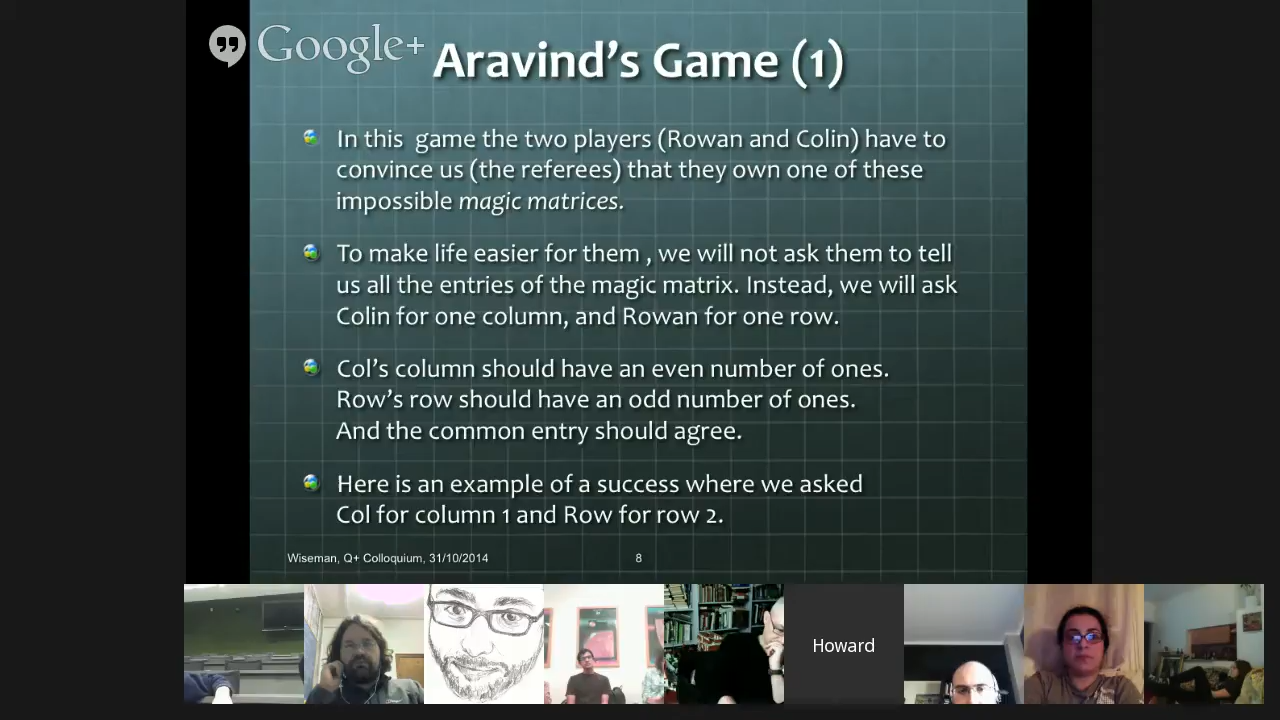 Google+
Aravind's Game (1)
In this game the two players (Rowan and Colin) have to
convince us (the referees) that they own one of these
impossible magic matrices.
To make life easier for them , we will not ask them to tell
us all the entries of the magic matrix. Instead, we will ask
Colin for one column, and Rowan for one row.
Col's column should have an even number of ones.
Row's row should have an odd number of ones.
And the common entry should agree.
Here is an example of a success where we asked
Col for column 1 and Row for row 2.
Wiseman, Q+ Colloquium, 31/10/2014
8
Howard